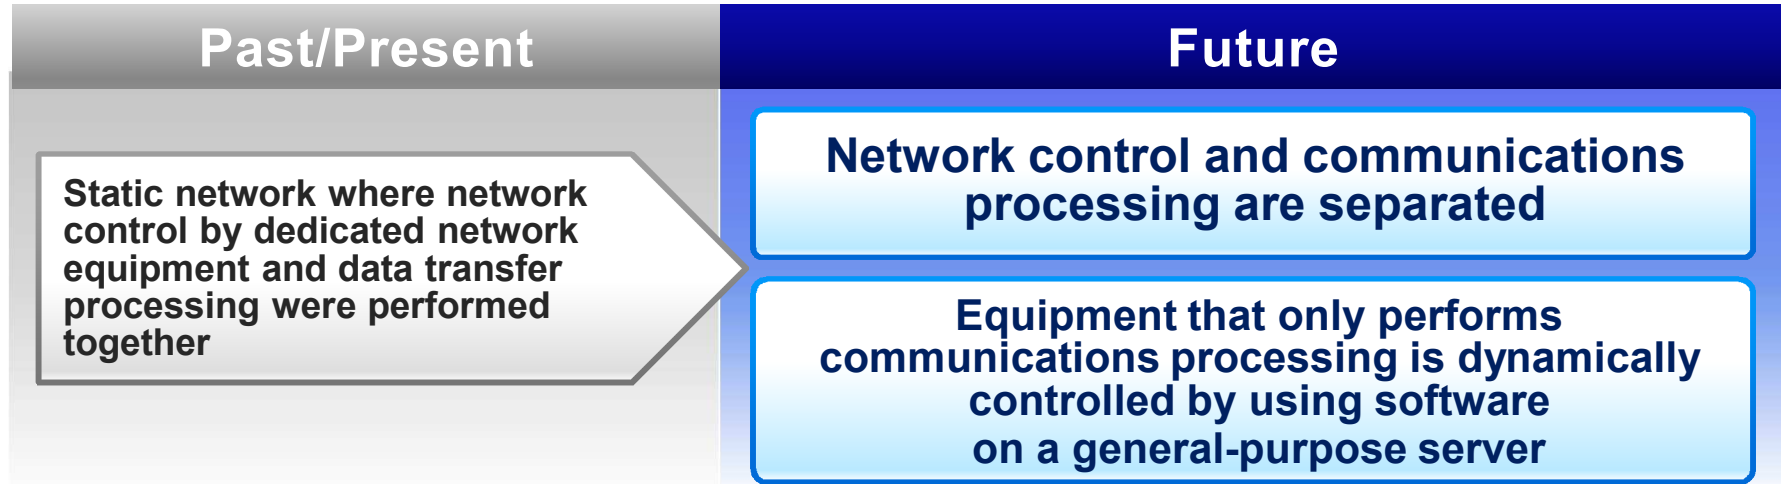 Past/Present
Future
Static network where network
control by dedicated network
equipment and data transfer
processing were performed
together
Network control and communications
processing are separated
Equipment that only performs
communications processing is dynamically
controlled by using software
on a general-purpose server